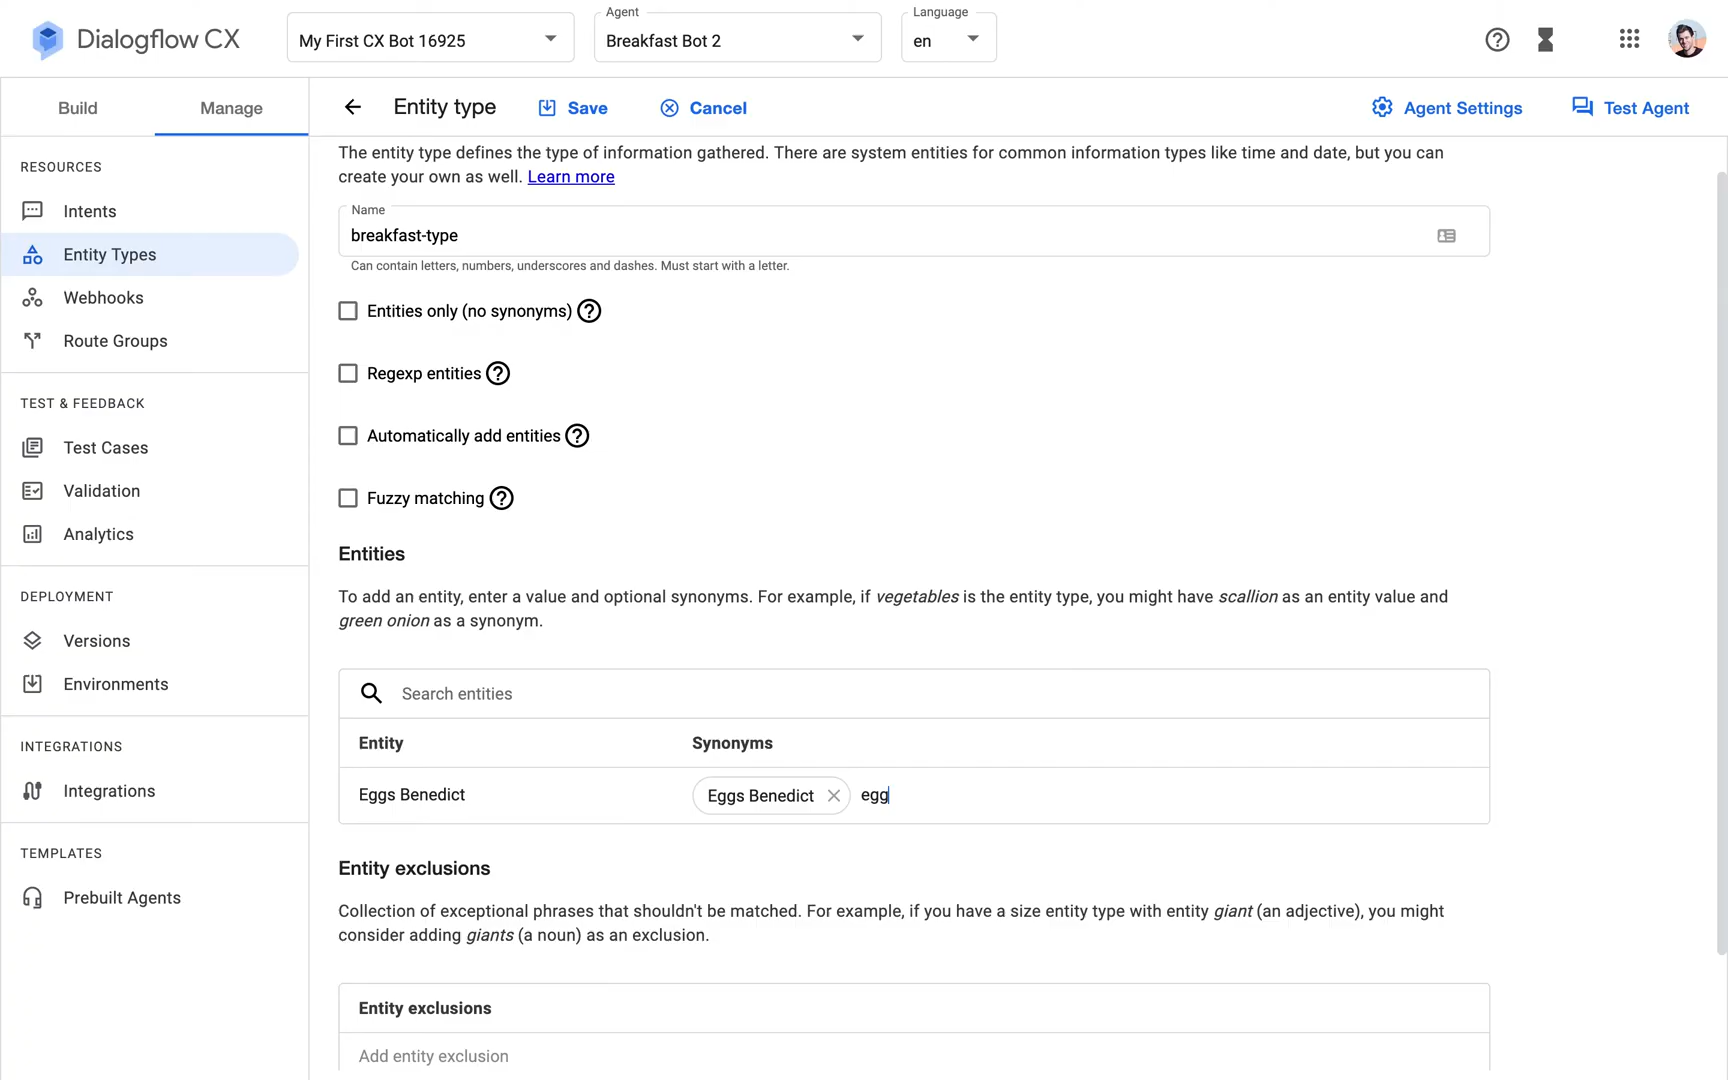 Dialogflow CX
My First CX Bot 16925
Agent
Breakfast Bot 2
Language
en
Build
Manage
Entity type
Save
Cancel
Agent Settings
Test Agent
RESOURCES
Intents
Entity Types
Webhooks
Route Groups
TEST & FEEDBACK
Test Cases
Validation
Analytics
DEPLOYMENT
Versions
Environments
INTEGRATIONS
Integrations
TEMPLATES
Prebuilt Agents
The entity type defines the type of information gathered. There are system entities for common information types like time and date, but you can
create your own as well. Learn more
Name
breakfast-type
Can contain letters, numbers, underscores and dashes. Must start with a letter.
Entities only (no synonyms)
Regexp entities
Automatically add entities
Fuzzy matching
Entities
To add an entity, enter a value and optional synonyms. For example, if vegetables is the entity type, you might have scallion as an entity value and
green onion as a synonym.
Search entities
Entity Synonyms
Eggs Benedict Eggs Benedict egg
Entity exclusions
Collection of exceptional phrases that shouldn't be matched. For example, if you have a size entity type with entity giant (an adjective), you might
consider adding giants (a noun) as an exclusion.
Entity exclusions
Add entity exclusion